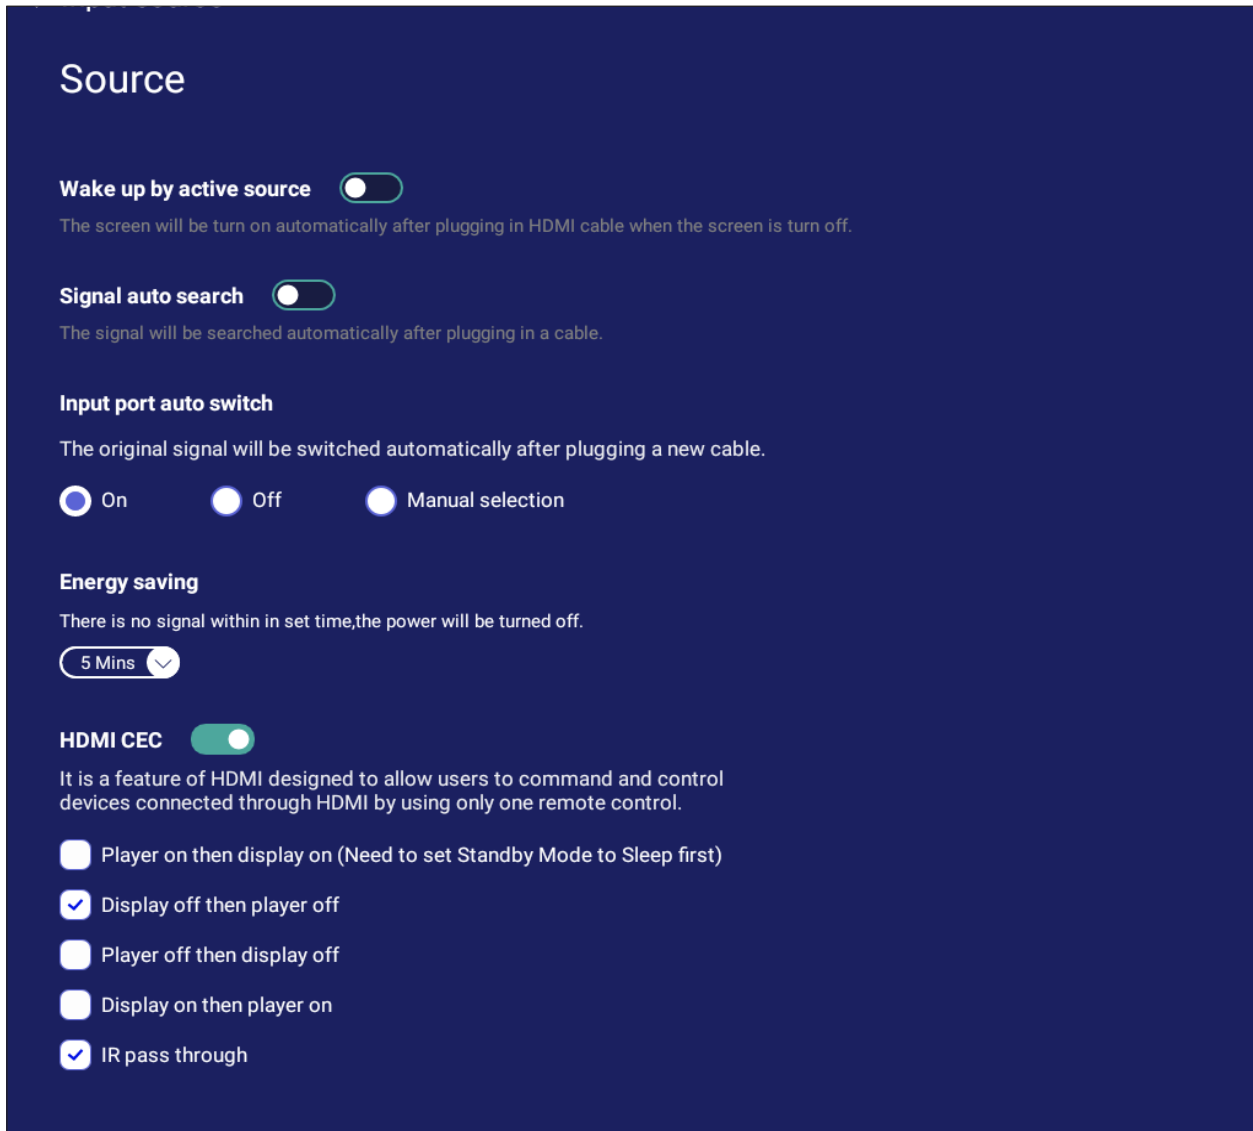 Source
Wake up by active source
The screen will be turn on automatically after plugging in HDMI cable when the screen is turn off.
Signal auto search
The signal will be searched automatically after plugging in a cable.
Input port auto switch
The original signal will be switched automatically after plugging a new cable.
On Off Manual selection
Energy saving
There is no signal within in set time,the power will be turned off.
5 Mins
HDMI CEC
It is a feature of HDMI designed to allow users to command and control
devices connected through HDMI by using only one remote control.
Player on then display on (Need to set Standby Mode to Sleep first)
Display off then player off
Player off then display off
Display on then player on
IR pass through